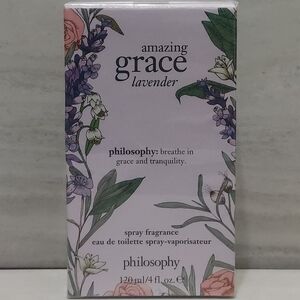 amazing
grace
lavender
philosophy: breathe in
grace and tranquility.
spray fragrance
eau de toilette spray-vaporisateur
philosophy
120 ml/4 fl. oz. ℮